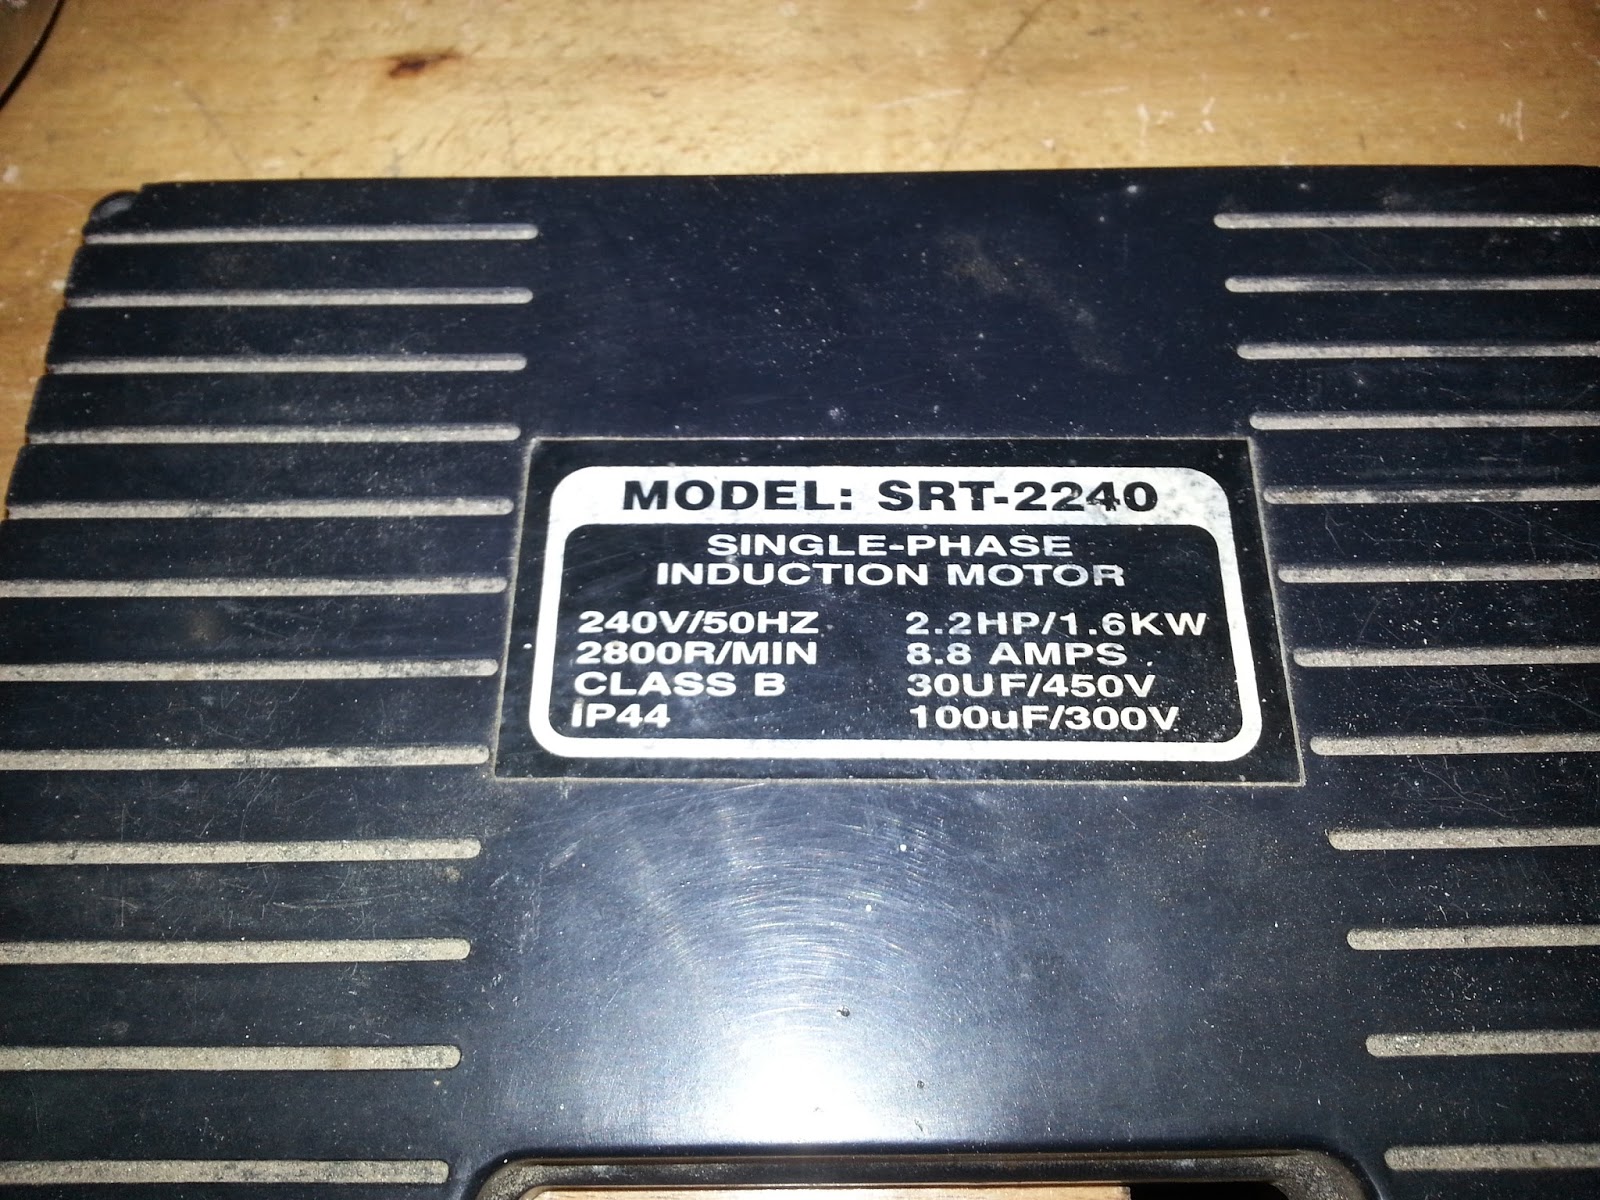 MODEL: SRT-2240
SINGLE-PHASE
INDUCTION MOTOR
240V/50HZ 2.2HP/1.6KW
2800R/MIN 8.8 AMPS
CLASS B 30UF/450V
IP44 100uF/300V